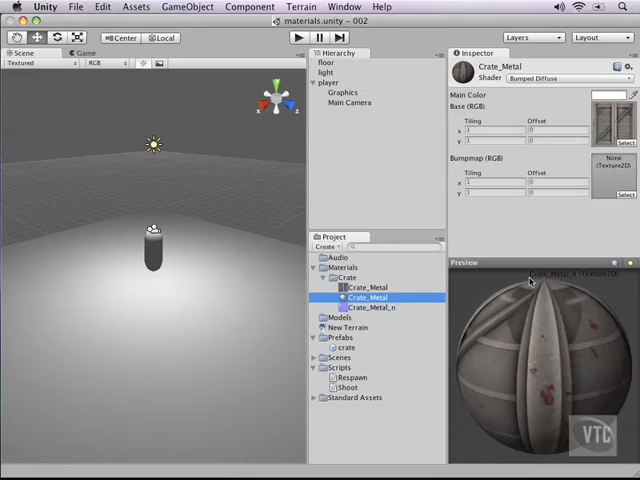 Unity File Edit Assets GameObject Component Terrain Window Help
materials.unity - 002
Center Local Layers Layout
Scene Game
Textured RGB
y
x z
Hierarchy
floor
light
player
Graphics
Main Camera
Project
Create
Audio
Materials
Crate
Crate_Metal
Crate_Metal
Crate_Metal_n
Models
New Terrain
Prefabs
crate
Scenes
Scripts
Respawn
Shoot
Standard Assets
Inspector
Crate_Metal
Shader Bumped Diffuse
Main Color
Base (RGB)
Tiling Offset
x 1 0
y 1 0
Select
Bumpmap (RGB)
None
(Texture2D)
Tiling Offset
x 1 0
y 1 0
Select
Preview
Crate_Metal_n (Texture2D)
VTC